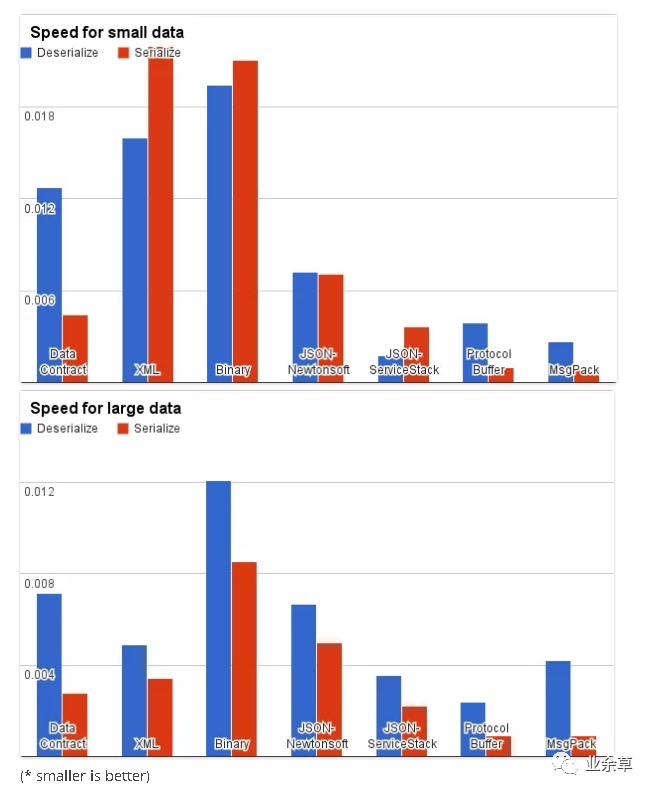 Speed for small data
Deserialize Serialize
0.018
0.012
0.006
Data Contract XML Binary JSON-Newtonsoft JSON-ServiceStack Protocol Buffer MsgPack
Speed for large data
Deserialize Serialize
0.012
0.008
0.004
Data Contract XML Binary JSON-Newtonsoft JSON-ServiceStack Protocol Buffer MsgPack
业余草
(* smaller is better)